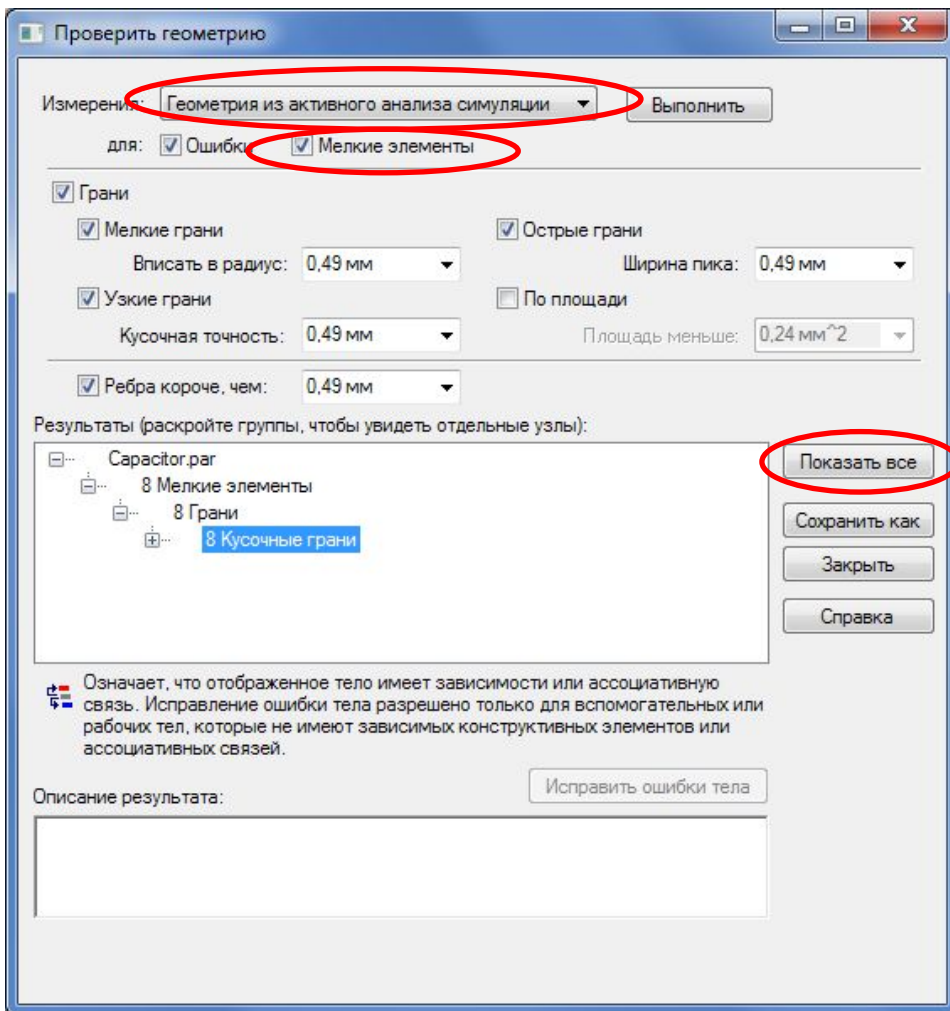 Проверить геометрию
Измерения: Геометрия из активного анализа симуляции Выполнить
для: Ошибки Мелкие элементы
Грани
Мелкие грани Острые грани
Вписать в радиус: 0,49 мм Ширина пика: 0,49 мм
Узкие грани По площади
Кусочная точность: 0,49 мм Площадь меньше: 0,24 мм^2
Ребра короче, чем: 0,49 мм
Результаты (раскройте группы, чтобы увидеть отдельные узлы):
Capacitor.par Показать все
8 Мелкие элементы
8 Грани Сохранить как
8 Кусочные грани
Закрыть
Справка
Означает, что отображенное тело имеет зависимости или ассоциативную
связь. Исправление ошибки тела разрешено только для вспомогательных или
рабочих тел, которые не имеют зависимых конструктивных элементов или
ассоциативных связей.
Исправить ошибки тела
Описание результата: